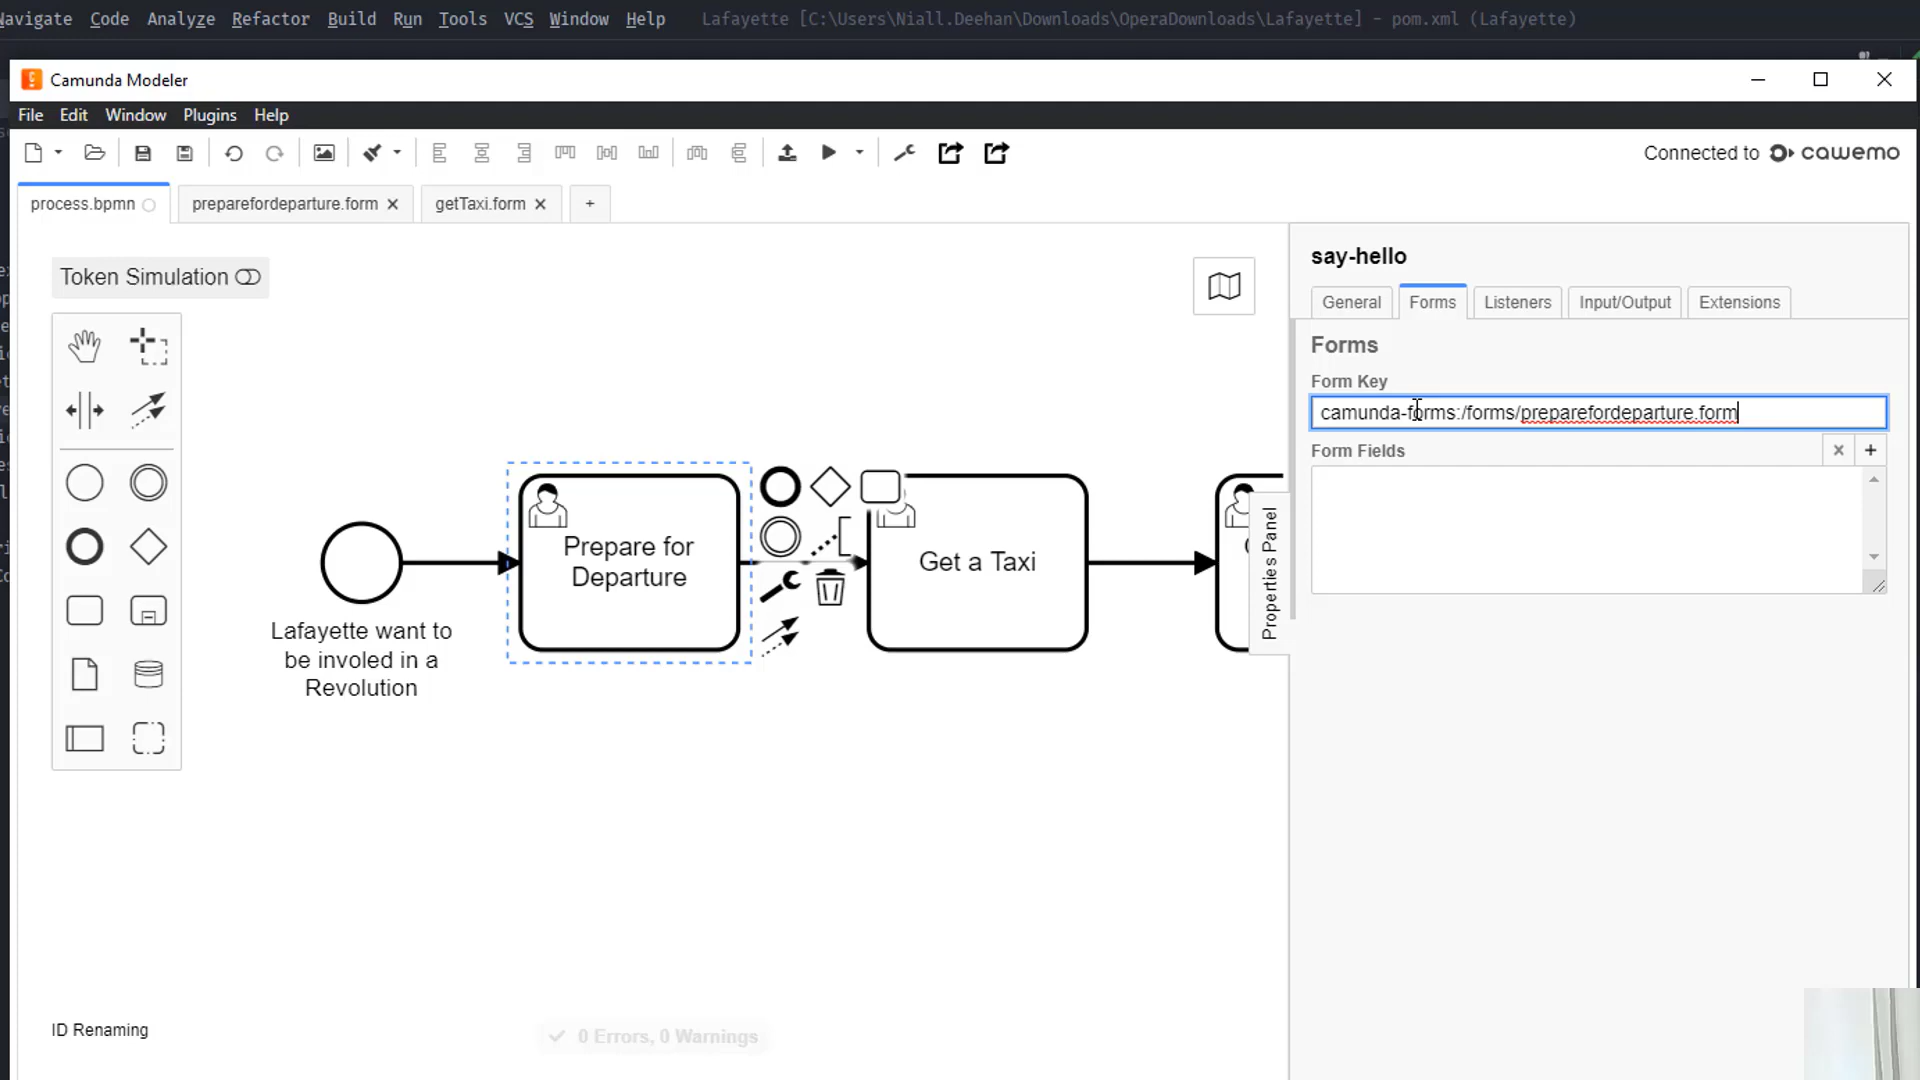 Navigate Code Analyze Refactor Build Run Tools VCS Window Help Lafayette [C:\Users\Niall.Deehan\Downloads\OperaDownloads\Lafayette] - pom.xml (Lafayette)
Camunda Modeler
File Edit Window Plugins Help
Connected to cawemo
process.bpmn preparefordeparture.form getTaxi.form +
Token Simulation
say-hello
General Forms Listeners Input/Output Extensions
Forms
Form Key
camunda-forms:/forms/preparefordeparture.form
Form Fields
Properties Panel
Prepare for
Departure
Get a Taxi
Lafayette want to
be involed in a
Revolution
ID Renaming
0 Errors, 0 Warnings